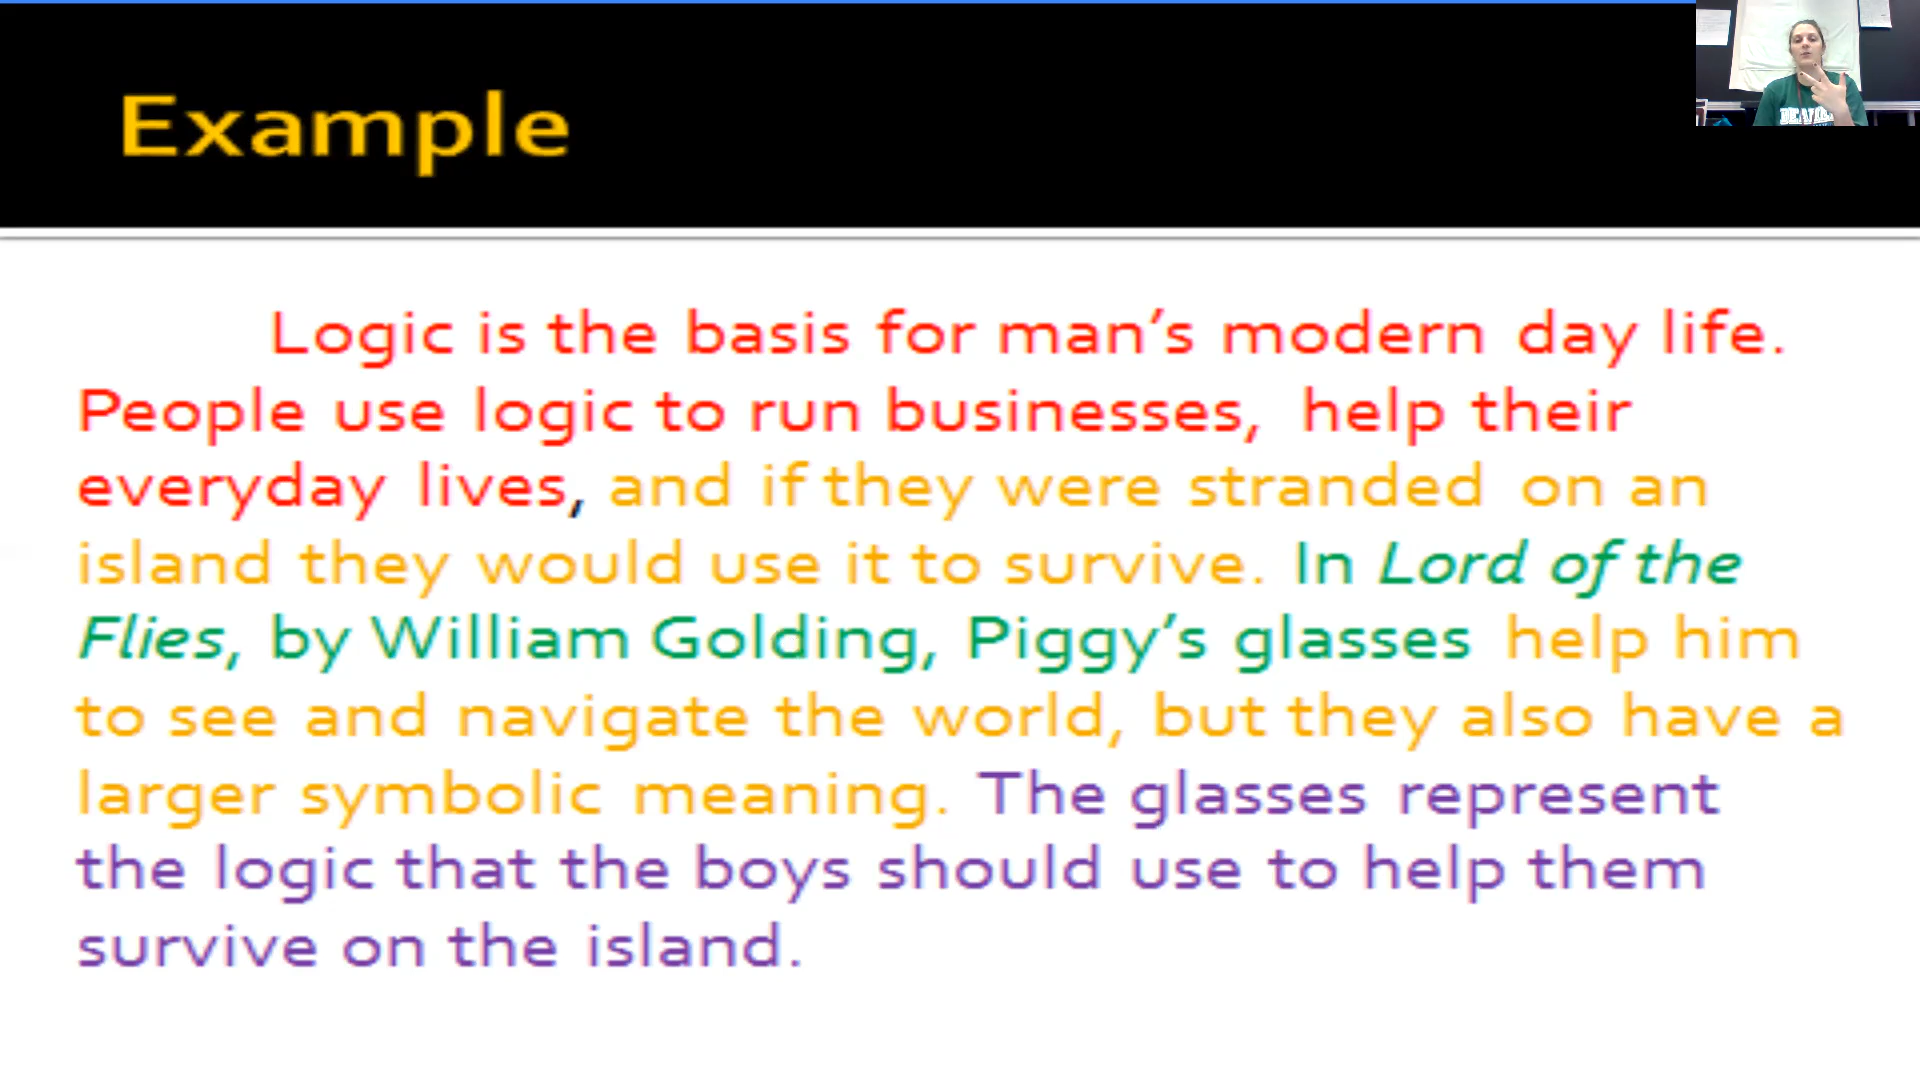 Example
Logic is the basis for man's modern day life.
People use logic to run businesses, help their
everyday lives, and if they were stranded on an
island they would use it to survive. In Lord of the
Flies, by William Golding, Piggy's glasses help him
to see and navigate the world, but they also have a
larger symbolic meaning. The glasses represent
the logic that the boys should use to help them
survive on the island.